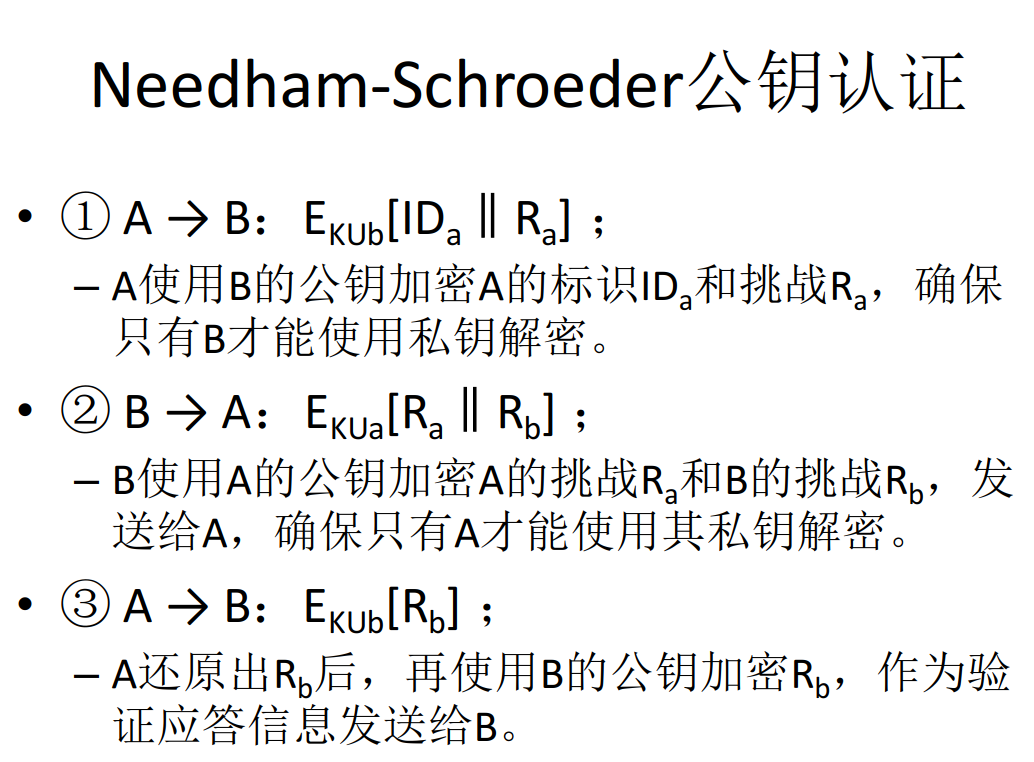 Needham-Schroeder公钥认证
• ① A → B： EKUb[IDa ‖ Ra] ；
– A使用B的公钥加密A的标识IDa和挑战Ra，确保
只有B才能使用私钥解密。
• ② B → A： EKUa[Ra ‖ Rb] ；
– B使用A的公钥加密A的挑战Ra和B的挑战Rb，发
送给A，确保只有A才能使用其私钥解密。
• ③ A → B： EKUb[Rb] ；
– A还原出Rb后，再使用B的公钥加密Rb，作为验
证应答信息发送给B。